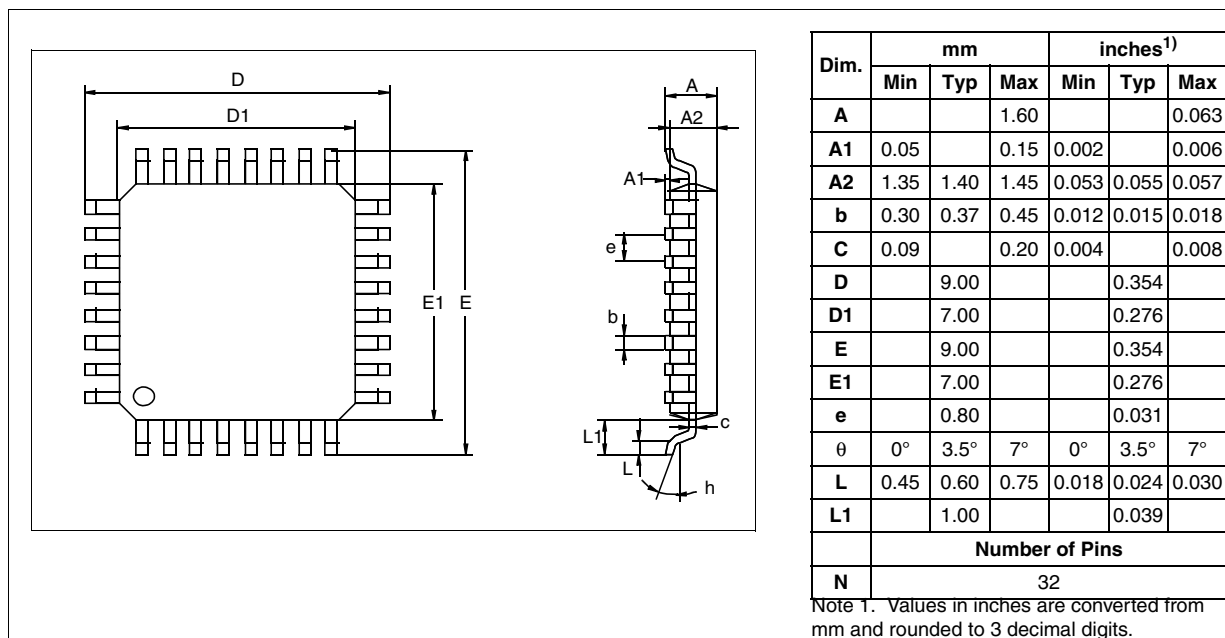 D
D1
A
A2
A1
e
E1 E
b
c
L1
L
h
Dim. mm inches1)
Min Typ Max Min Typ Max
A 1.60 0.063
A1 0.05 0.15 0.002 0.006
A2 1.35 1.40 1.45 0.053 0.055 0.057
b 0.30 0.37 0.45 0.012 0.015 0.018
C 0.09 0.20 0.004 0.008
D 9.00 0.354
D1 7.00 0.276
E 9.00 0.354
E1 7.00 0.276
e 0.80 0.031
θ 0° 3.5° 7° 0° 3.5° 7°
L 0.45 0.60 0.75 0.018 0.024 0.030
L1 1.00 0.039
Number of Pins
N 32
Note 1. Values in inches are converted from
mm and rounded to 3 decimal digits.